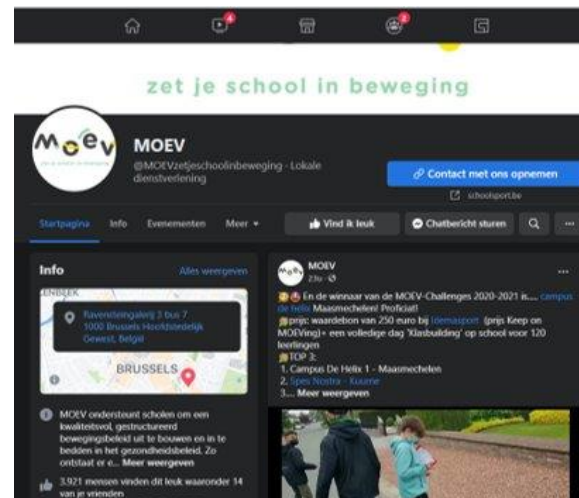 4
2
zet je school in beweging
Moev
MOEV
@MOEVzetjeschoolinbeweging · Lokale
dienstverlening
Contact met ons opnemen
schoolsport.be
Startpagina
Info
Evenementen
Meer
Vind ik leuk
Chatbericht sturen
Info
Alles weergeven
Ravensteingalerij 3 bus 7
1000 Brussels Hoofdstedelijk
Gewest, België
BRUSSELS
MOEV ondersteunt scholen om een
kwaliteitsvol, gestructureerd
bewegingsbeleid uit te bouwen en in te
bedden in het gezondheidsbeleid. Zo
ontstaat er e... Meer weergeven
3.921 mensen vinden dit leuk waaronder 14
van je vrienden
MOEV
En de winnaar van de MOEV-Challenges 2020-2021 is.... campus
de helix Maasmechelen! Proficiat!
prijs: waardebon van 250 euro bij Idemasport (prijs Keep on
MOEVing)+ een volledige dag 'Klasbuilding' op school voor 120
leerlingen
TOP 3:
1. Campus De Helix 1 - Maasmechelen
2. Spes Nostra - Kuurne
3.... Meer weergeven